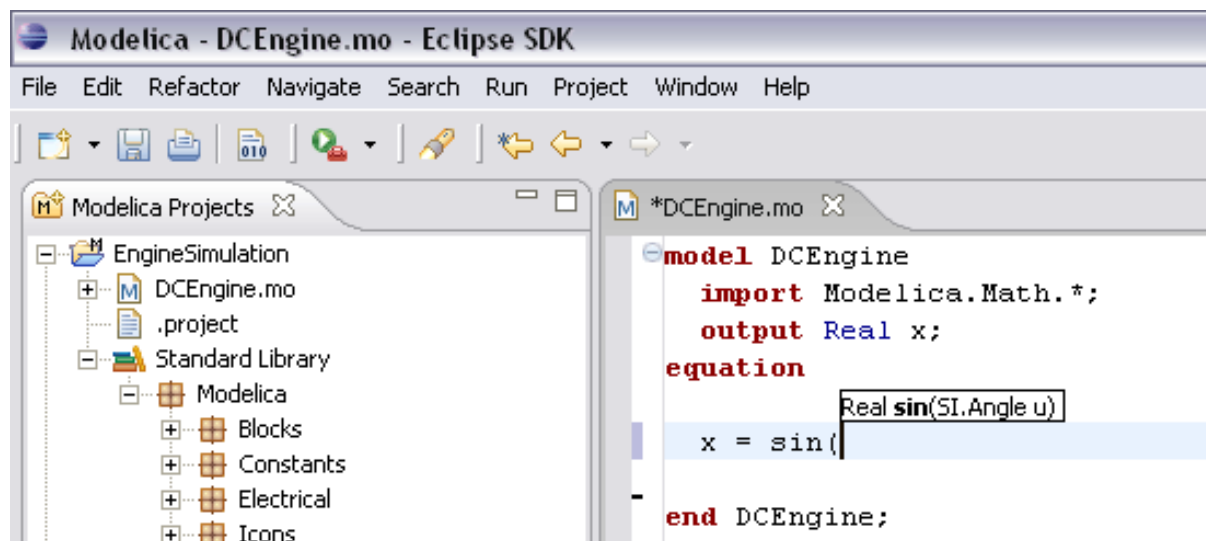 Modelica - DCEngine.mo - Eclipse SDK
File Edit Refactor Navigate Search Run Project Window Help
010
Modelica Projects
EngineSimulation
DCEngine.mo
.project
Standard Library
Modelica
Blocks
Constants
Electrical
Icons
*DCEngine.mo
model DCEngine
import Modelica.Math.*;
output Real x;
equation
Real sin(SI.Angle u)
x = sin(
end DCEngine;